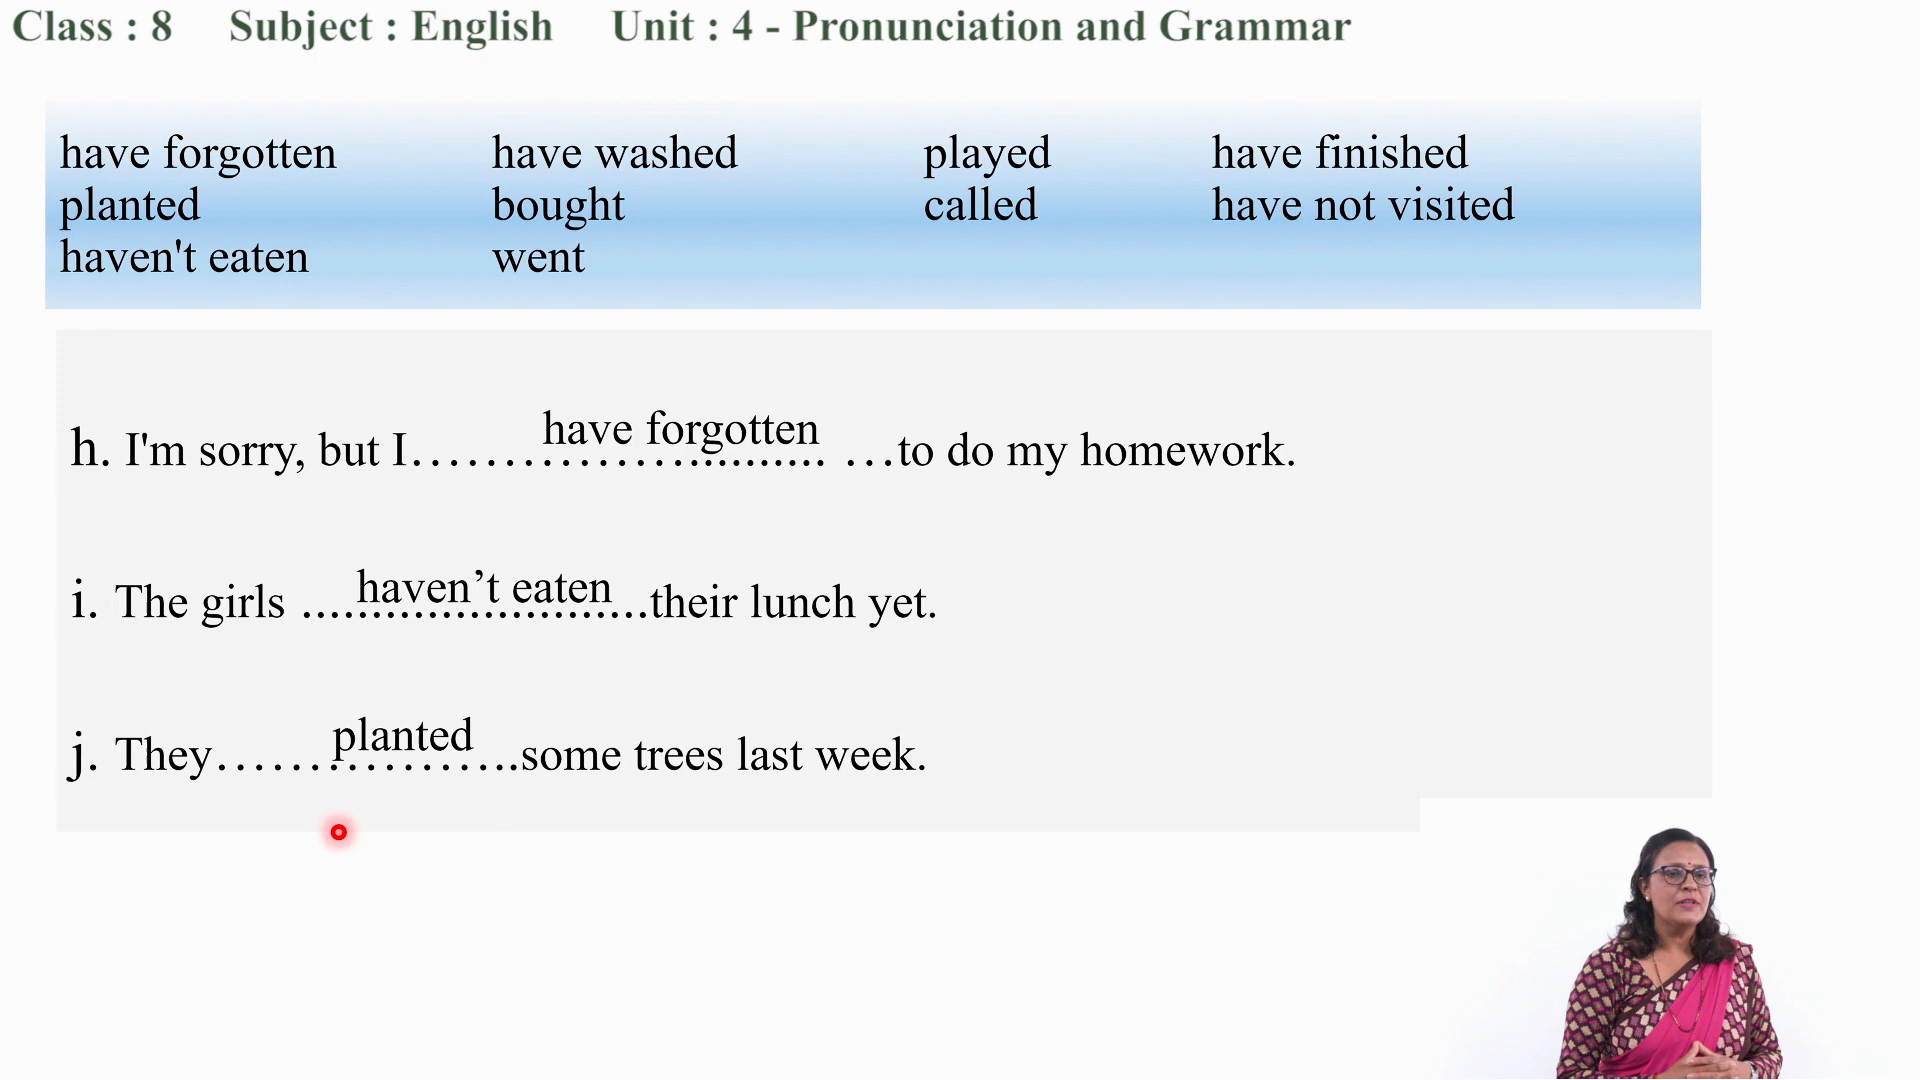 Class : 8 Subject : English Unit : 4 - Pronunciation and Grammar
have forgotten have washed played have finished
planted bought called have not visited
haven't eaten went
h. I'm sorry, but I……………….......... …to do my homework.
have forgotten
i. The girls .........................their lunch yet.
haven’t eaten
j. They…………….some trees last week.
planted